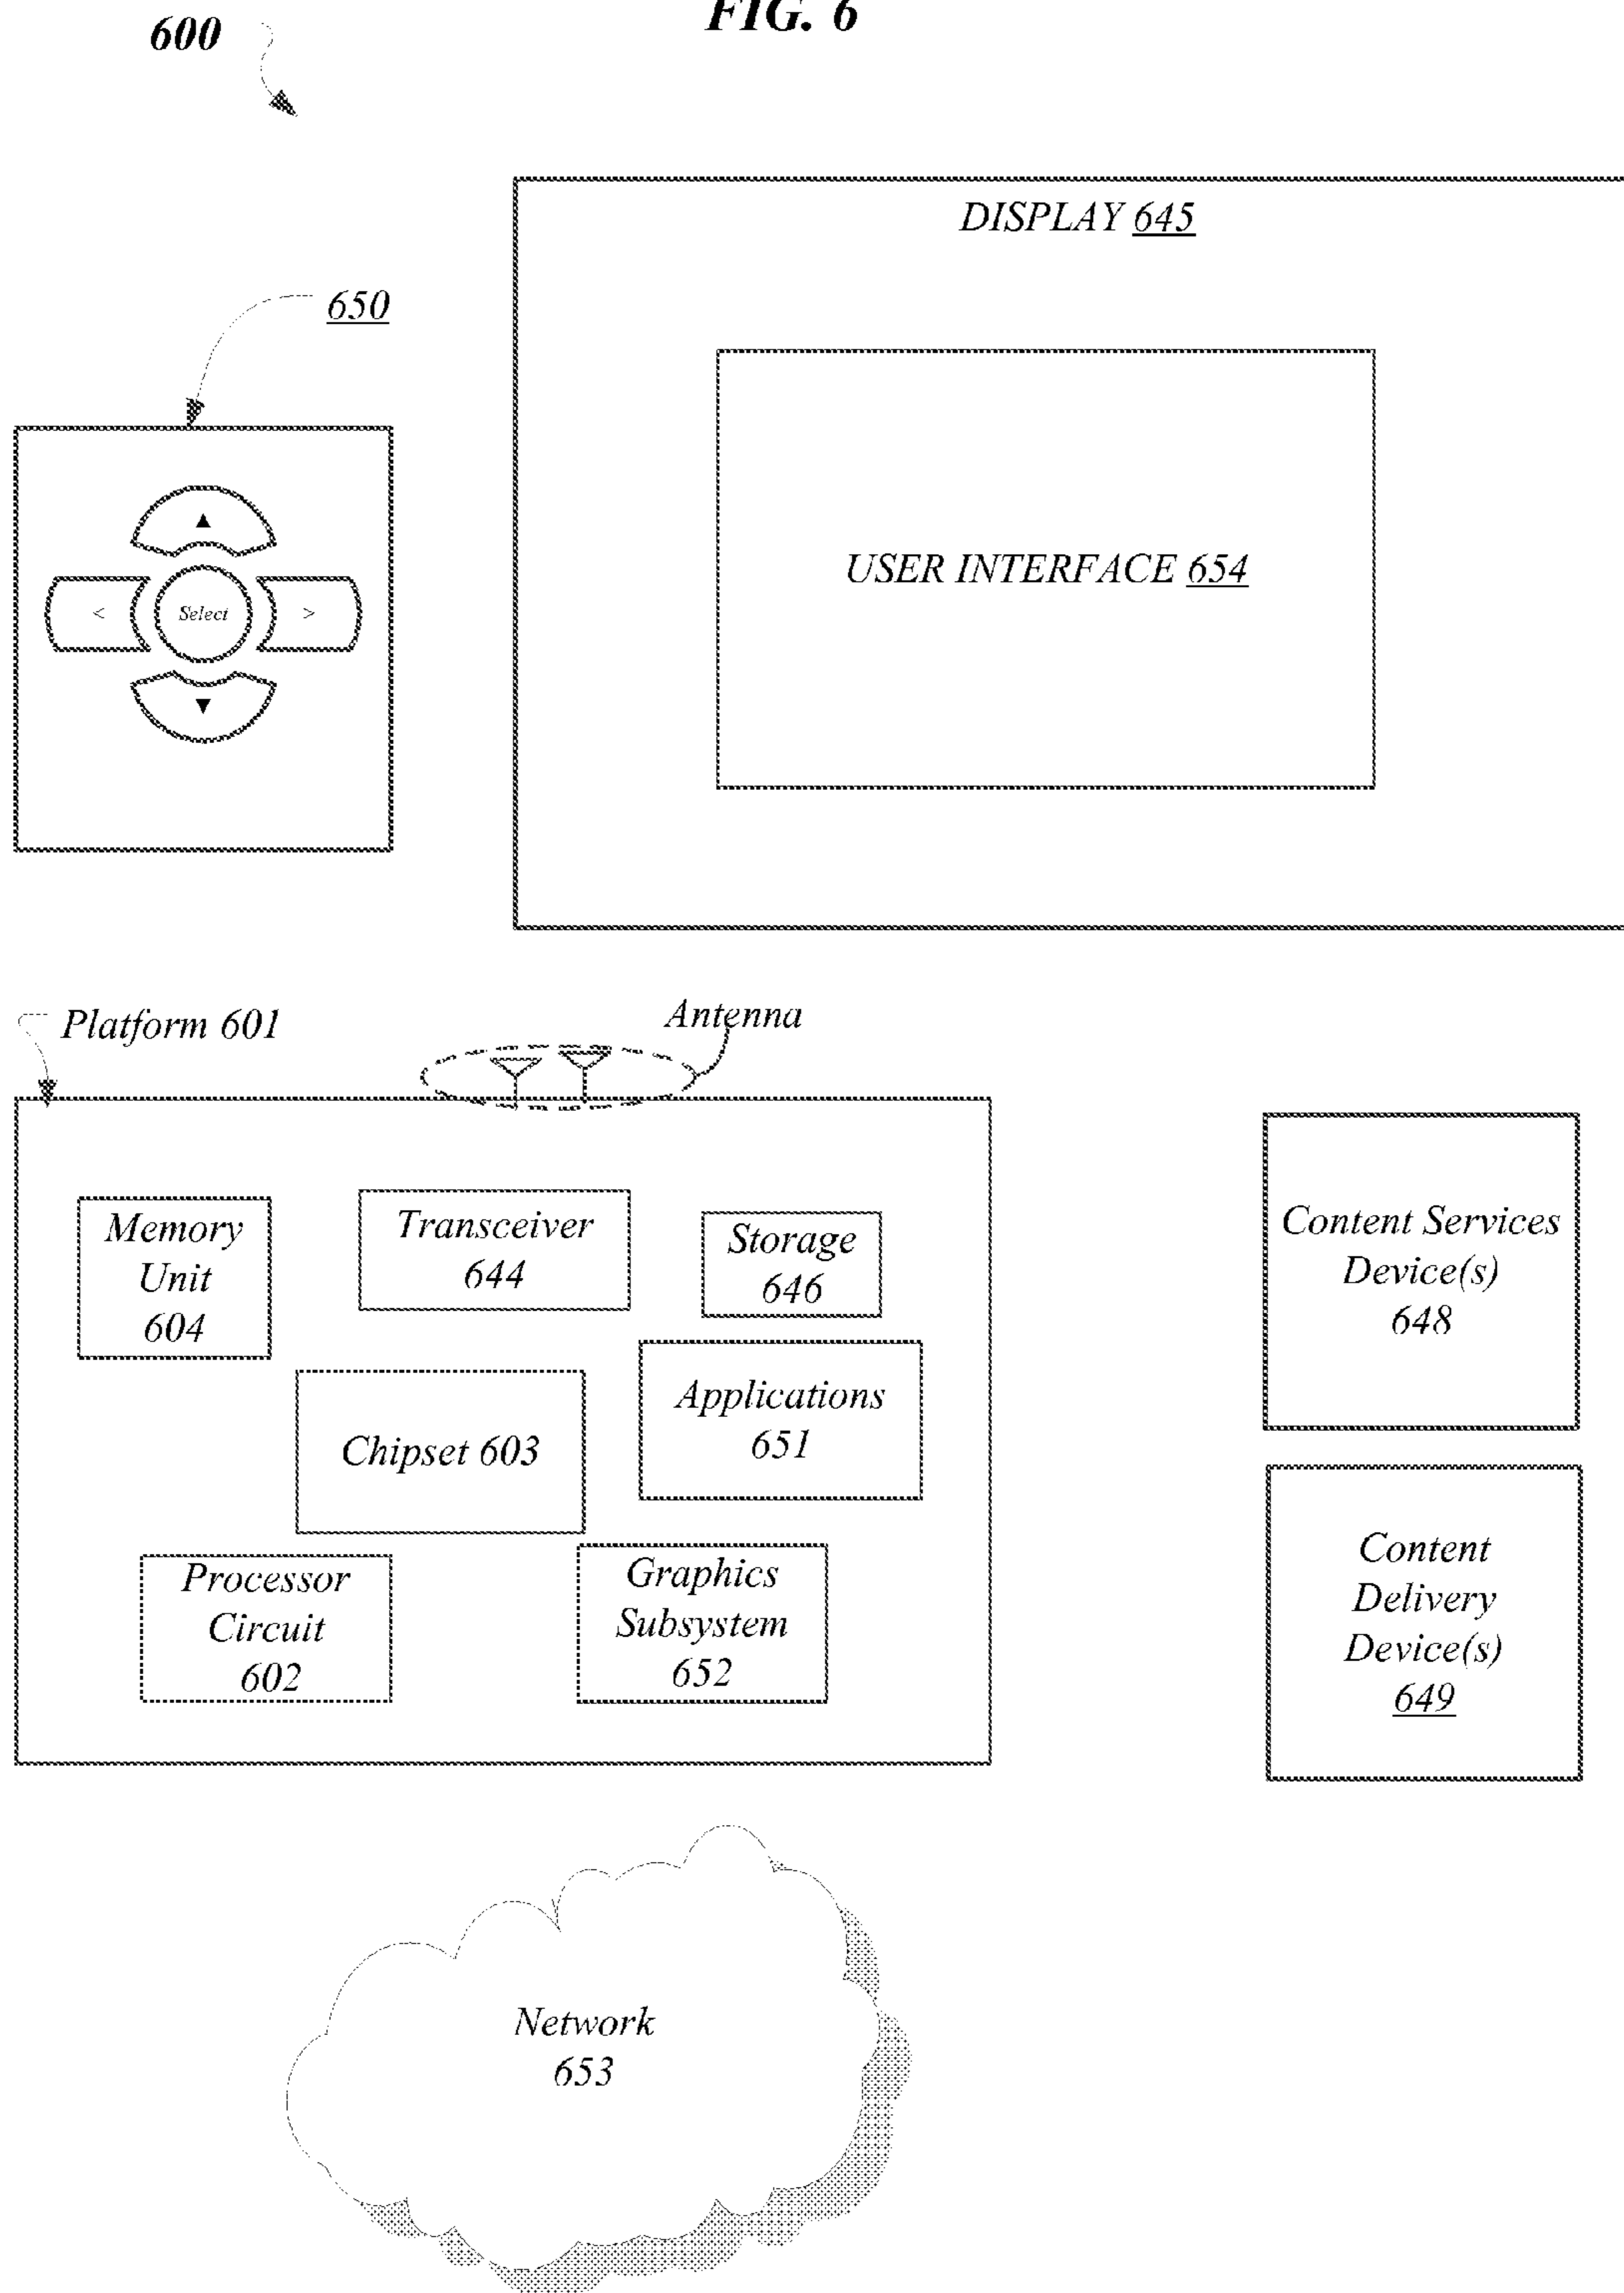 FIG. 6
600
DISPLAY 645
650
USER INTERFACE 654
▲
< Select >
▼
Platform 601
Antenna
Memory
Unit
604
Transceiver
644
Storage
646
Content Services
Device(s)
648
Chipset 603
Applications
651
Processor
Circuit
602
Graphics
Subsystem
652
Content
Delivery
Device(s)
649
Network
653